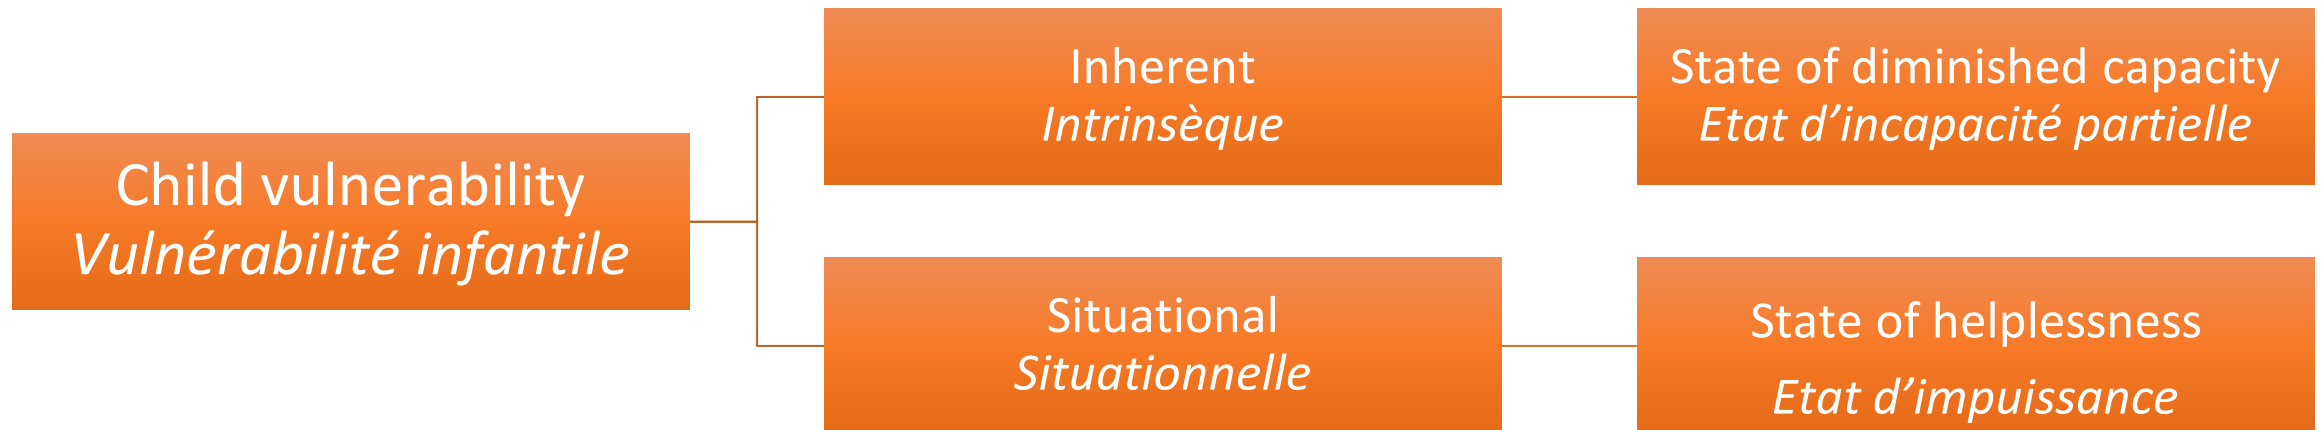 Child vulnerability
Vulnérabilité infantile
Inherent
Intrinsèque
State of diminished capacity
Etat d’incapacité partielle
Situational
Situationnelle
State of helplessness
Etat d’impuissance